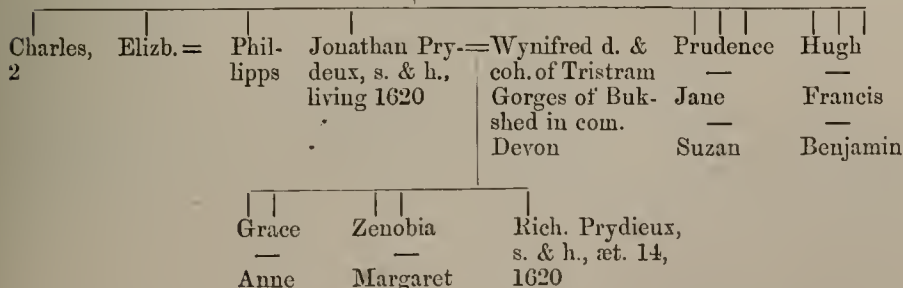 Charles, Elizb. = Phil- Jonathan Pry-=Wynifred d. & Prudence Hugh
2 lipps deux, s. & h., coh. of Tristram — —
living 1620 Gorges of Buk- Jane Francis
shed in com. — —
Devon Suzan Benjamin
Grace Zenobia Rich. Prydieux,
— — s. & h., æt. 14,
Anne Margaret 1620